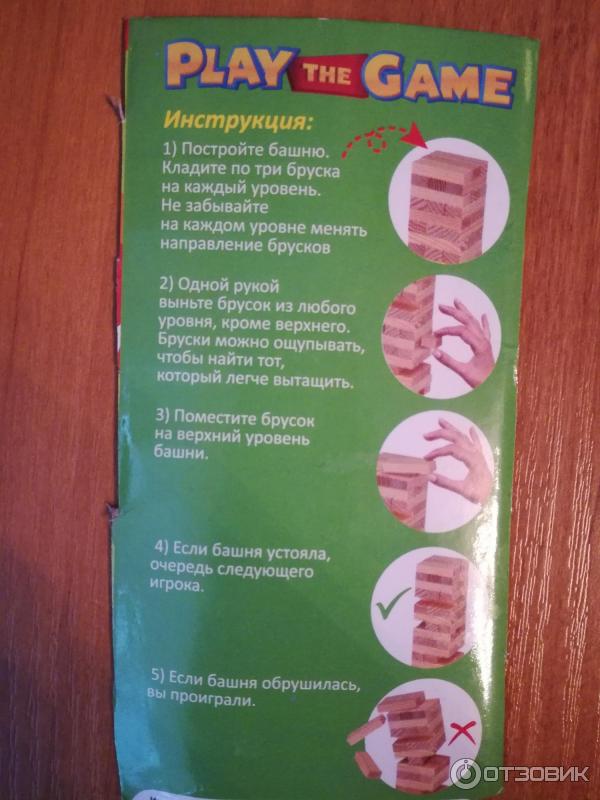 PLAY THE GAME
Инструкция:
1) Постройте башню.
Кладите по три бруска
на каждый уровень.
Не забывайте
на каждом уровне менять
направление брусков
2) Одной рукой
выньте брусок из любого
уровня, кроме верхнего.
Бруски можно ощупывать,
чтобы найти тот,
который легче вытащить.
3) Поместите брусок
на верхний уровень
башни.
4) Если башня устояла,
очередь следующего
игрока.
5) Если башня обрушилась,
вы проиграли.
ОТЗОВИК